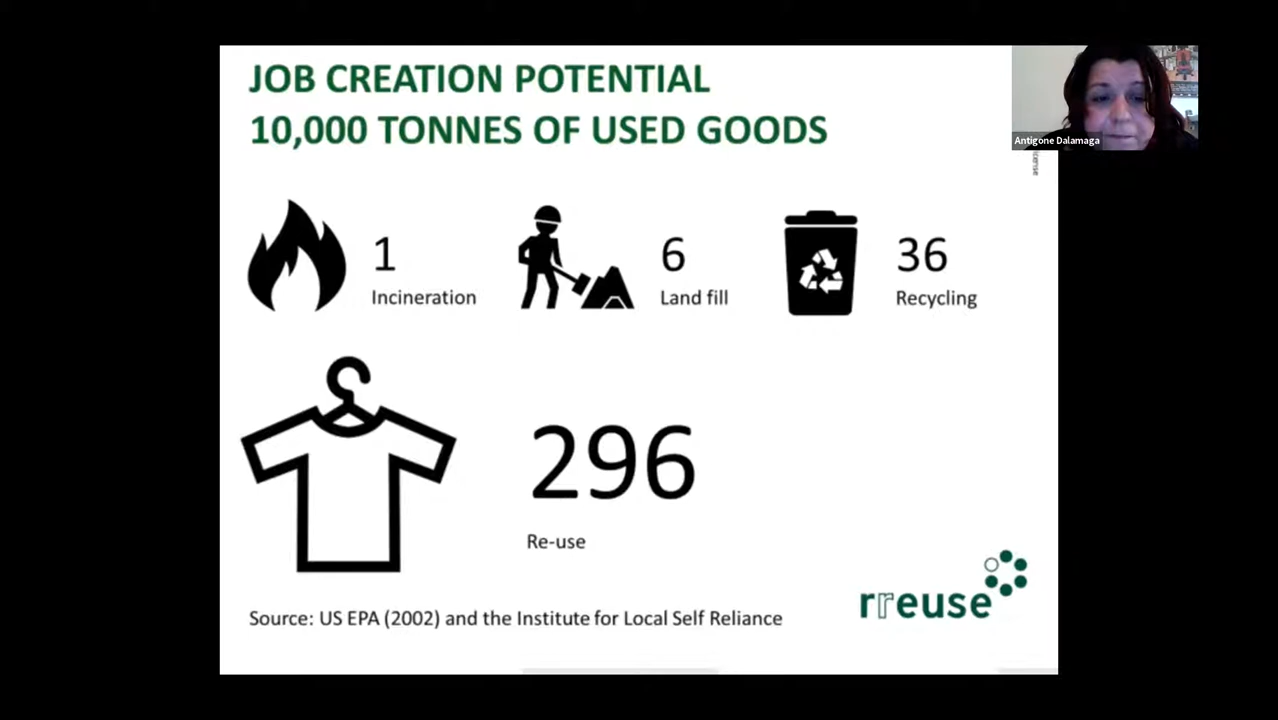 JOB CREATION POTENTIAL
10,000 TONNES OF USED GOODS
Antigone Dalamaga
1
Incineration
6
Land fill
36
Recycling
296
Re-use
rreuse
Source: US EPA (2002) and the Institute for Local Self Reliance